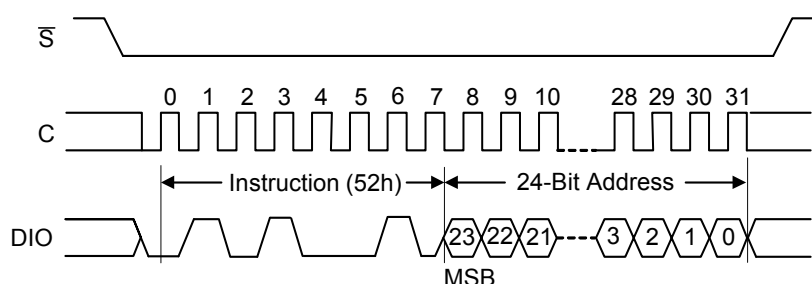 S
0 1 2 3 4 5 6 7 8 9 10 28 29 30 31
C
Instruction (52h) 24-Bit Address
DIO 23 22 21 3 2 1 0
MSB